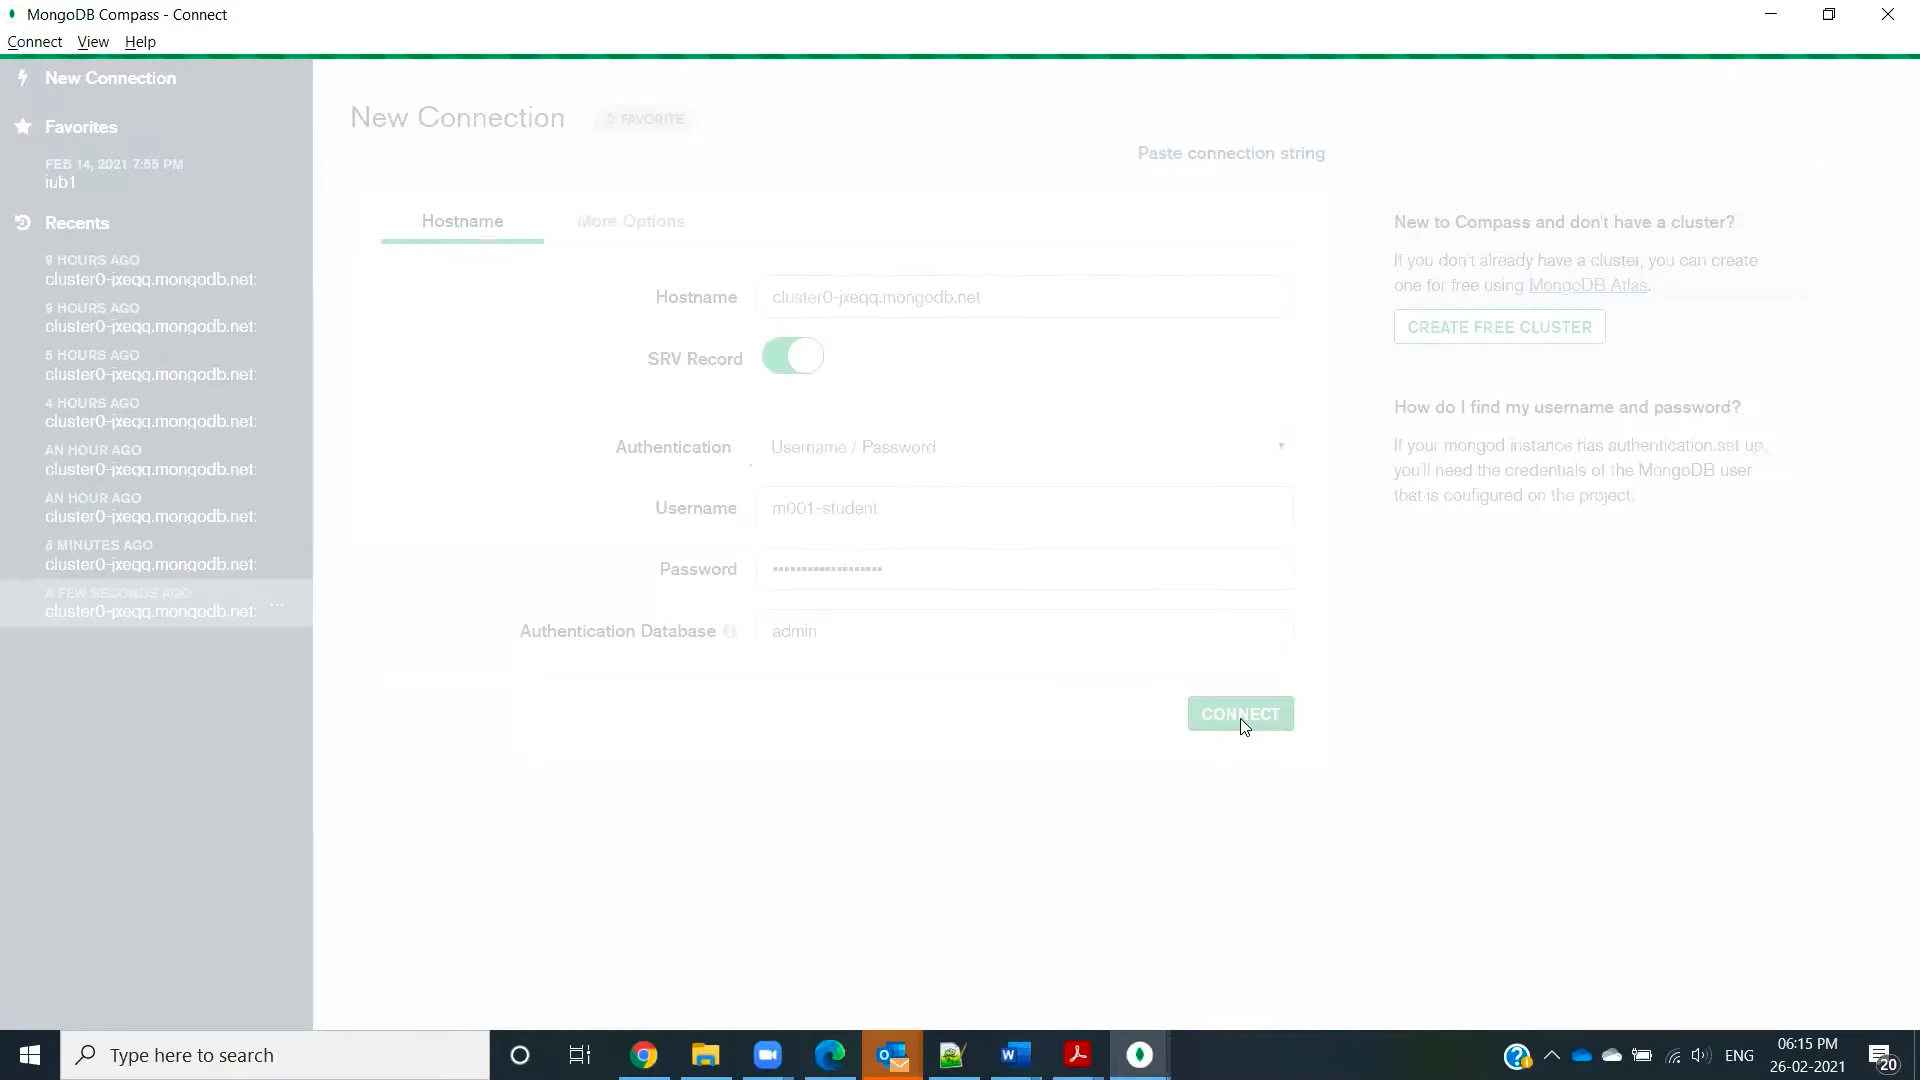 MongoDB Compass - Connect
Connect View Help
New Connection
Favorites
FEB 14, 2021 7:55 PM
iub1
Recents
9 HOURS AGO
cluster0-jxeqq.mongodb.net:
9 HOURS AGO
cluster0-jxeqq.mongodb.net:
5 HOURS AGO
cluster0-jxeqq.mongodb.net:
4 HOURS AGO
cluster0-jxeqq.mongodb.net:
AN HOUR AGO
cluster0-jxeqq.mongodb.net:
AN HOUR AGO
cluster0-jxeqq.mongodb.net:
MINUTES AGO
cluster0-jxeqq.mongodb.net:
A FEW SECONDS AGO
cluster0-jxeqq.mongodb.net:
New Connection
FAVORITE
Paste connection string
Hostname More Options
Hostname cluster0-jxeqq.mongodb.net
SRV Record
Authentication Username / Password
Username m001-student
Password
Authentication Database admin
CONNECT
New to Compass and don't have a cluster?
If you don't already have a cluster, you can create
one for free using MongoDB Atlas.
CREATE FREE CLUSTER
How do I find my username and password?
If your mongod instance has authentication set up,
you'll need the credentials of the MongoDB user
that is configured on the project.
Type here to search
ENG
06:15 PM
26-02-2021
20